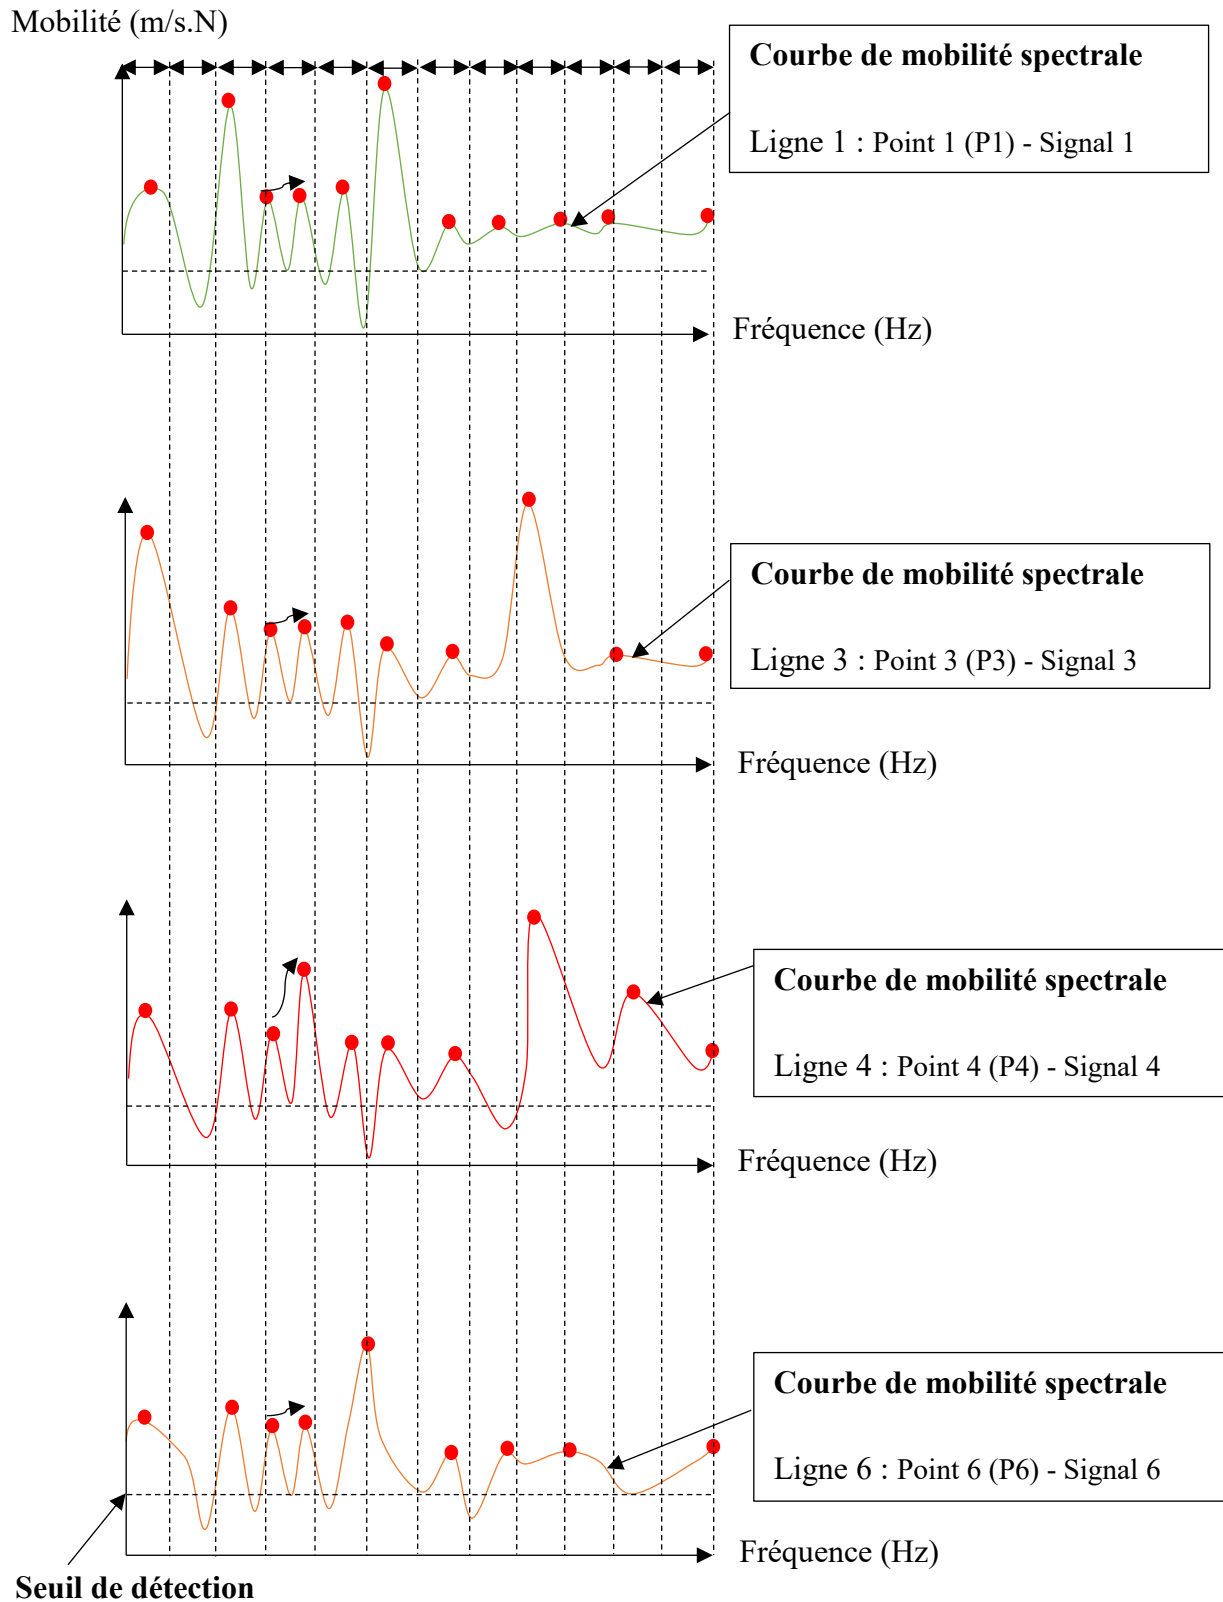 Mobilité (m/s.N)
Courbe de mobilité spectrale
Ligne 1 : Point 1 (P1) - Signal 1
Fréquence (Hz)
Courbe de mobilité spectrale
Ligne 3 : Point 3 (P3) - Signal 3
Fréquence (Hz)
Courbe de mobilité spectrale
Ligne 4 : Point 4 (P4) - Signal 4
Fréquence (Hz)
Courbe de mobilité spectrale
Ligne 6 : Point 6 (P6) - Signal 6
Fréquence (Hz)
Seuil de détection